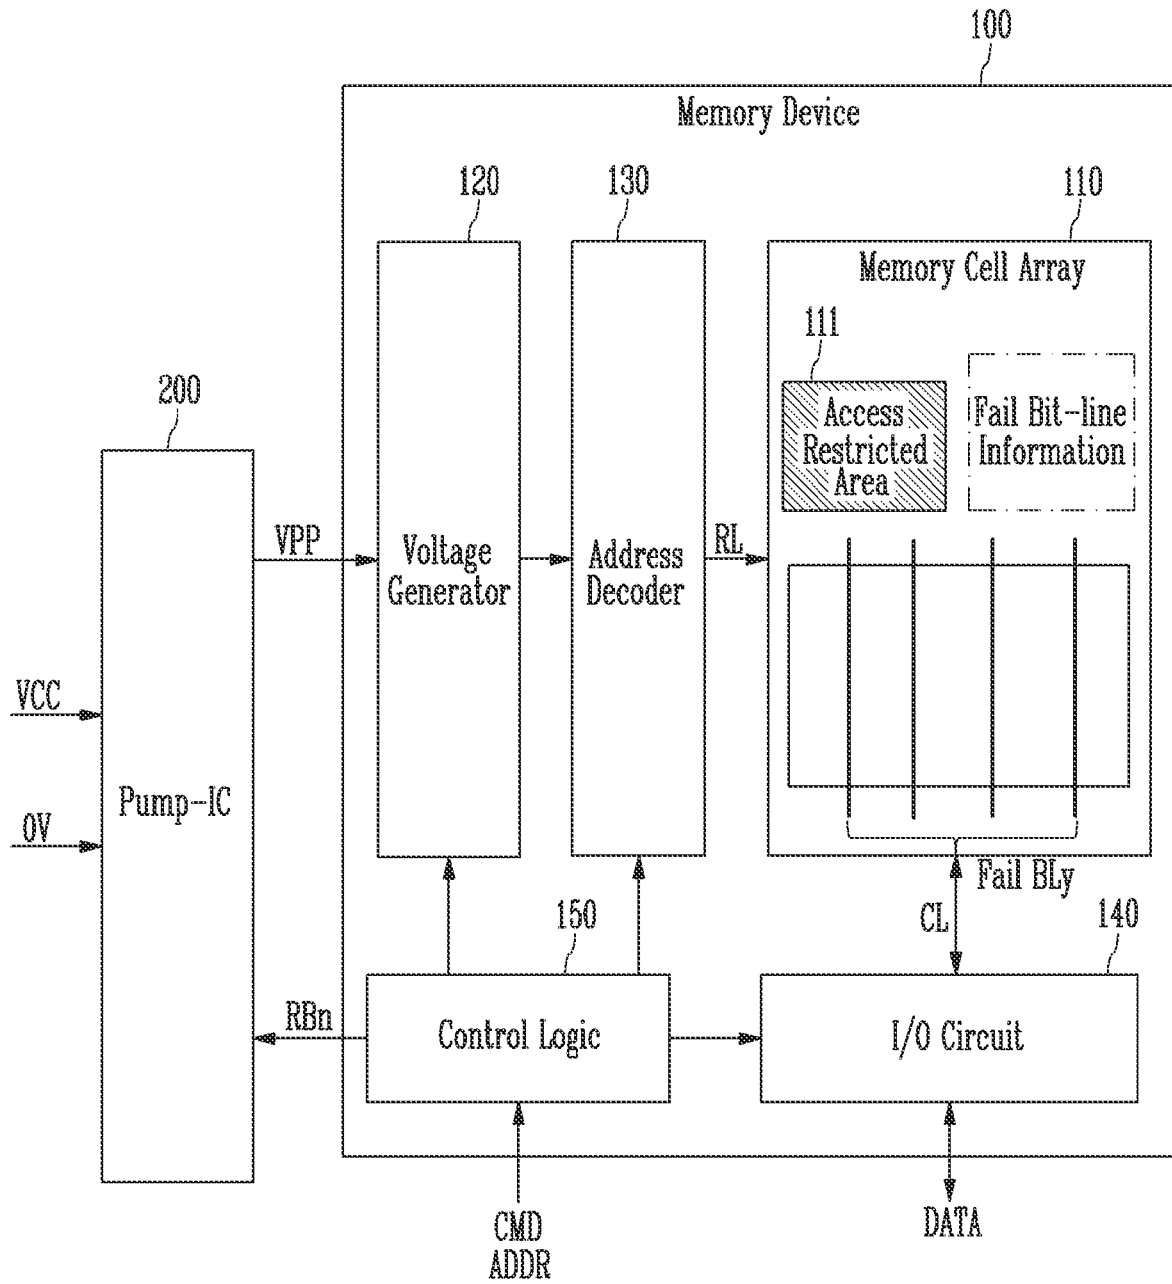 100
Memory Device
120
130
110
Memory Cell Array
111
200
Access
Restricted
Area
Fail Bit-line
Information
VPP
Voltage
Generator
Address
Decoder
RL
VCC
Pump-IC
0V
Fail BLy
CL
150
140
RBn
Control Logic
I/O Circuit
CMD
ADDR
DATA